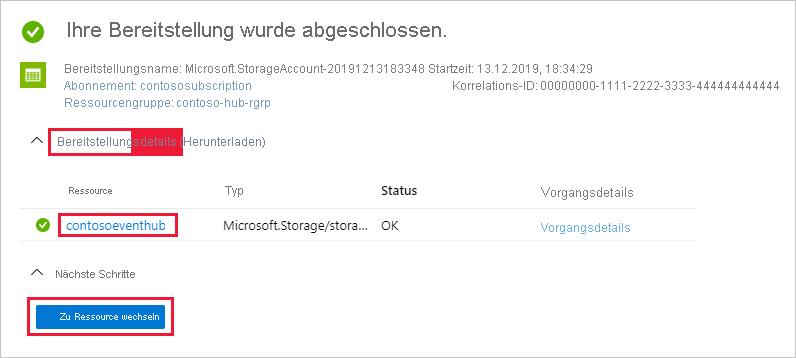 Ihre Bereitstellung wurde abgeschlossen.
Bereitstellungsname: Microsoft.StorageAccount-20191213183348 Startzeit: 13.12.2019, 18:34:29
Abonnement: contososubscription Korrelations-ID: 00000000-1111-2222-3333-444444444444
Ressourcengruppe: contoso-hub-rgrp
Bereitstellungsdetails (Herunterladen)
Ressource Typ Status Vorgangsdetails
contosoeventhub Microsoft.Storage/stora... OK Vorgangsdetails
Nächste Schritte
Zu Ressource wechseln